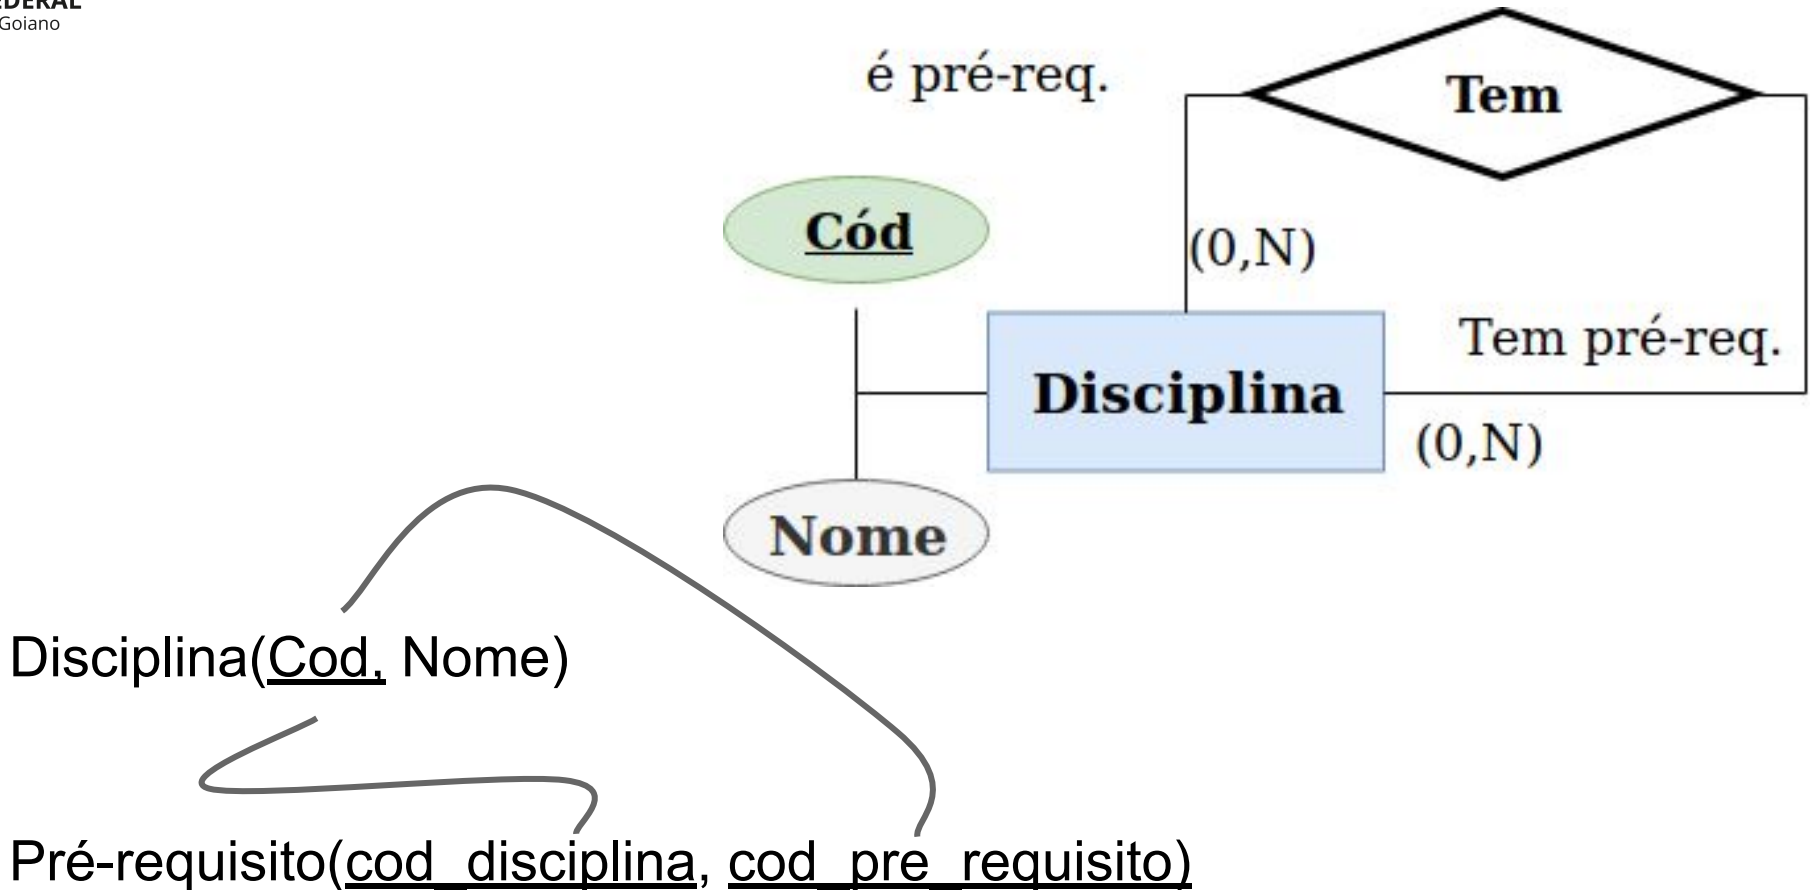 Goiano
é pré-req.
Tem
Cód
(0,N)
Tem pré-req.
Disciplina
(0,N)
Nome
Disciplina(Cod, Nome)
Pré-requisito(cod_disciplina, cod_pre_requisito)